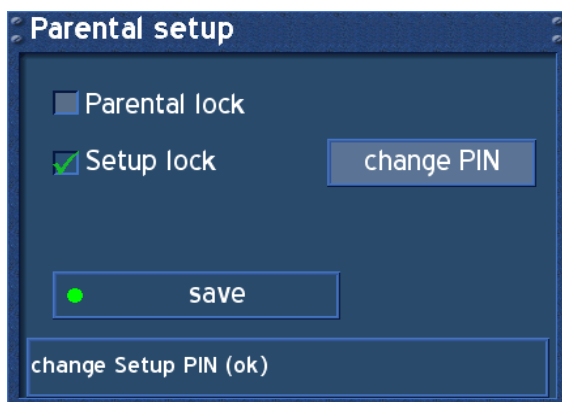 Parental setup
Parental lock
Setup lock
change PIN
save
change Setup PIN (ok)